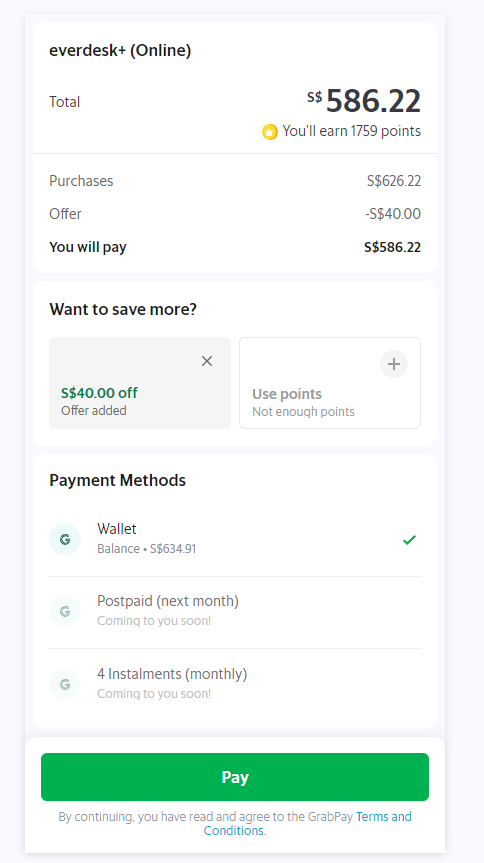 everdesk+ (Online)
Total
S$ 586.22
You'll earn 1759 points
Purchases S$626.22
Offer -S$40.00
You will pay S$586.22
Want to save more?
S$40.00 off
Offer added
Use points
Not enough points
Payment Methods
G
Wallet
Balance • S$634.91
G
Postpaid (next month)
Coming to you soon!
G
4 Instalments (monthly)
Coming to you soon!
Pay
By continuing, you have read and agree to the GrabPay Terms and
Conditions.